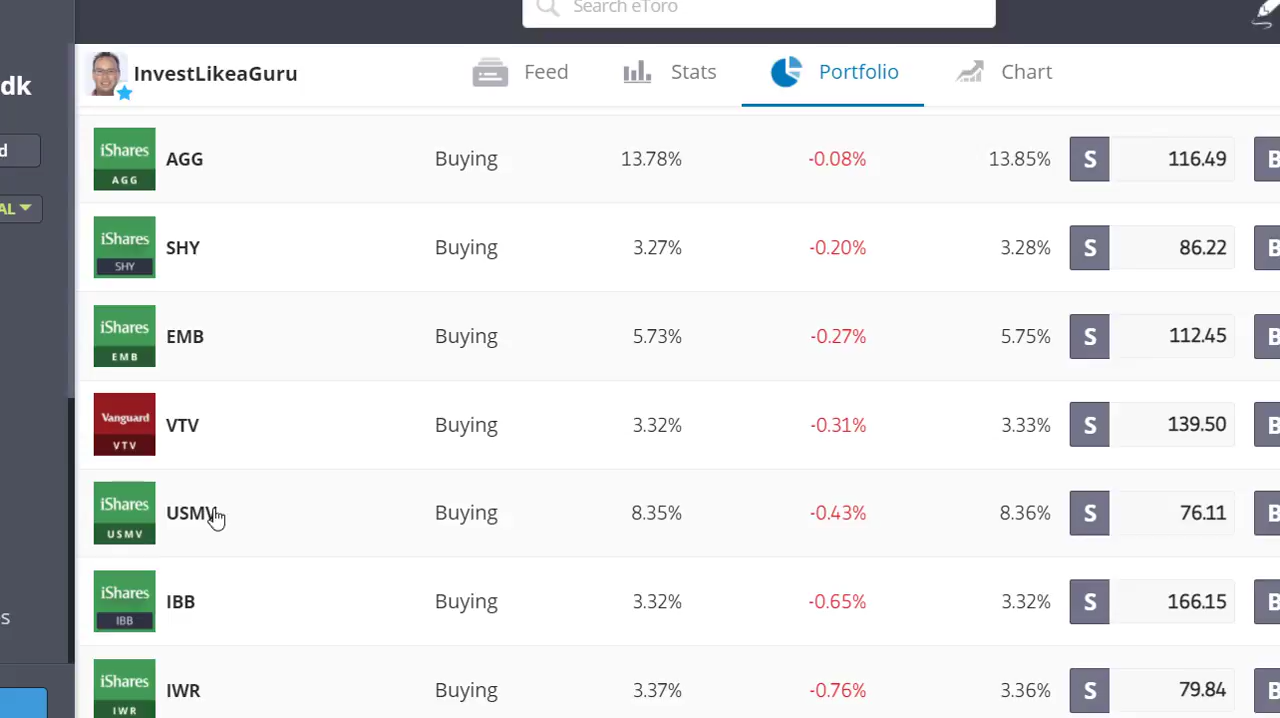 Search eToro
dk
InvestLikeaGuru
Feed
Stats
Portfolio
Chart
d
AL
s
iShares
AGG
AGG Buying 13.78% -0.08% 13.85% S 116.49 B
iShares
SHY
SHY Buying 3.27% -0.20% 3.28% S 86.22 B
iShares
EMB
EMB Buying 5.73% -0.27% 5.75% S 112.45 B
Vanguard
VTV
VTV Buying 3.32% -0.31% 3.33% S 139.50 B
iShares
USMV
USMV Buying 8.35% -0.43% 8.36% S 76.11 B
iShares
IBB
IBB Buying 3.32% -0.65% 3.32% S 166.15 B
iShares
IWR
IWR Buying 3.37% -0.76% 3.36% S 79.84 B